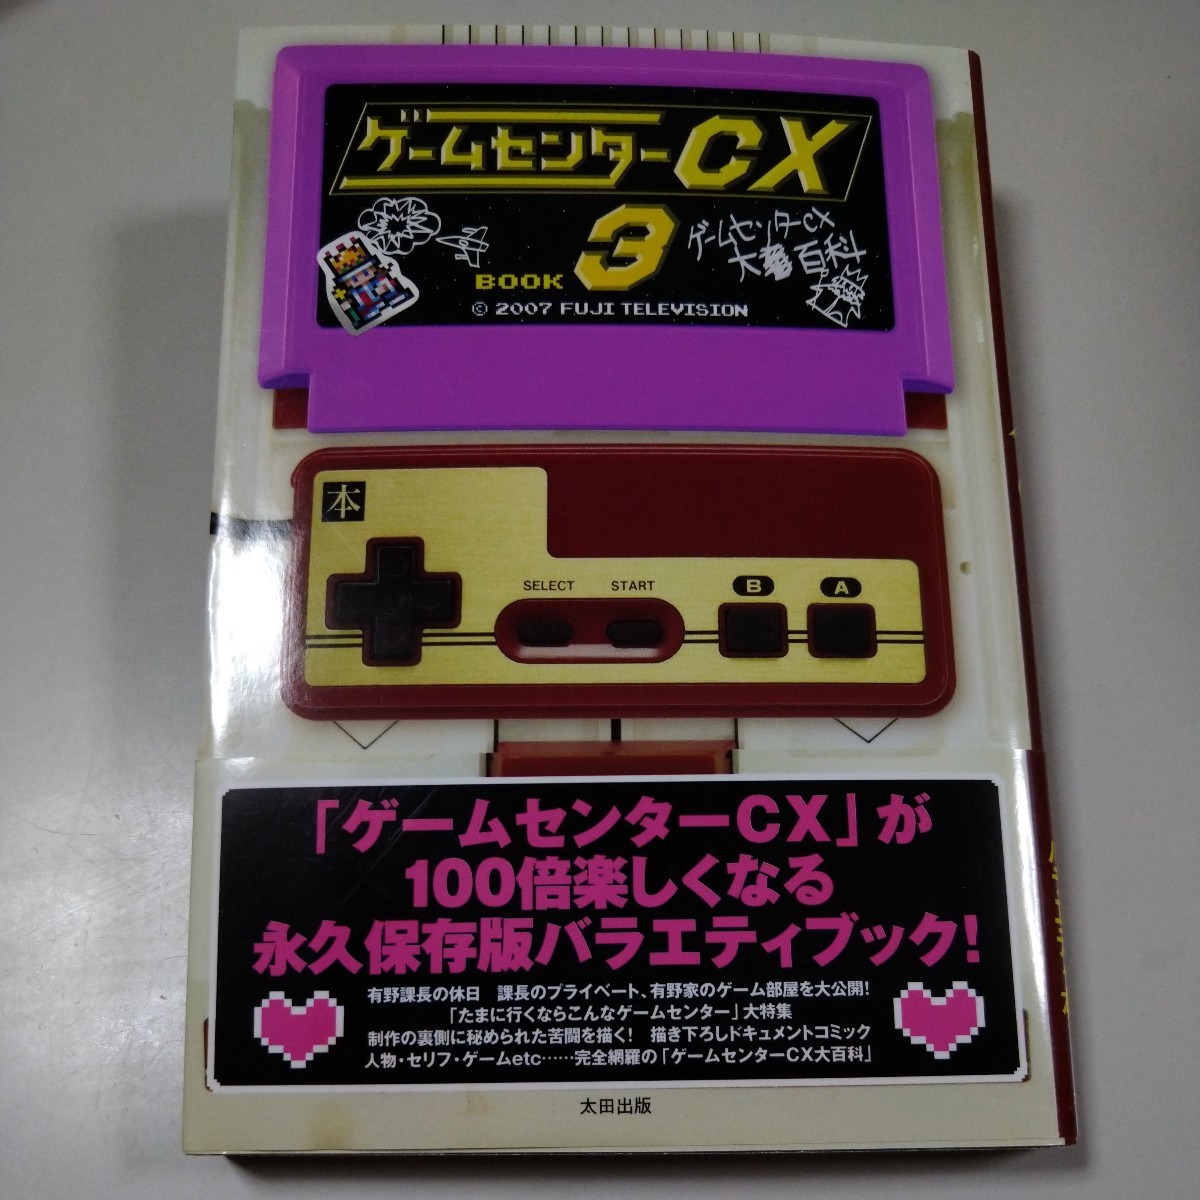 ゲームセンターCX
BOOK 3
ゲームセンターCX
大百科
© 2007 FUJI TELEVISION
本
SELECT START B A
「ゲームセンターCX」が
100倍楽しくなる
永久保存版バラエティブック!
有野課長の休日 課長のプライベート、有野家のゲーム部屋を大公開!
「たまに行くならこんなゲームセンター」大特集
制作の裏側に秘められた苦闘を描く! 描き下ろしドキュメントコミック
人物・セリフ・ゲームetc……完全網羅の「ゲームセンターCX大百科」
太田出版